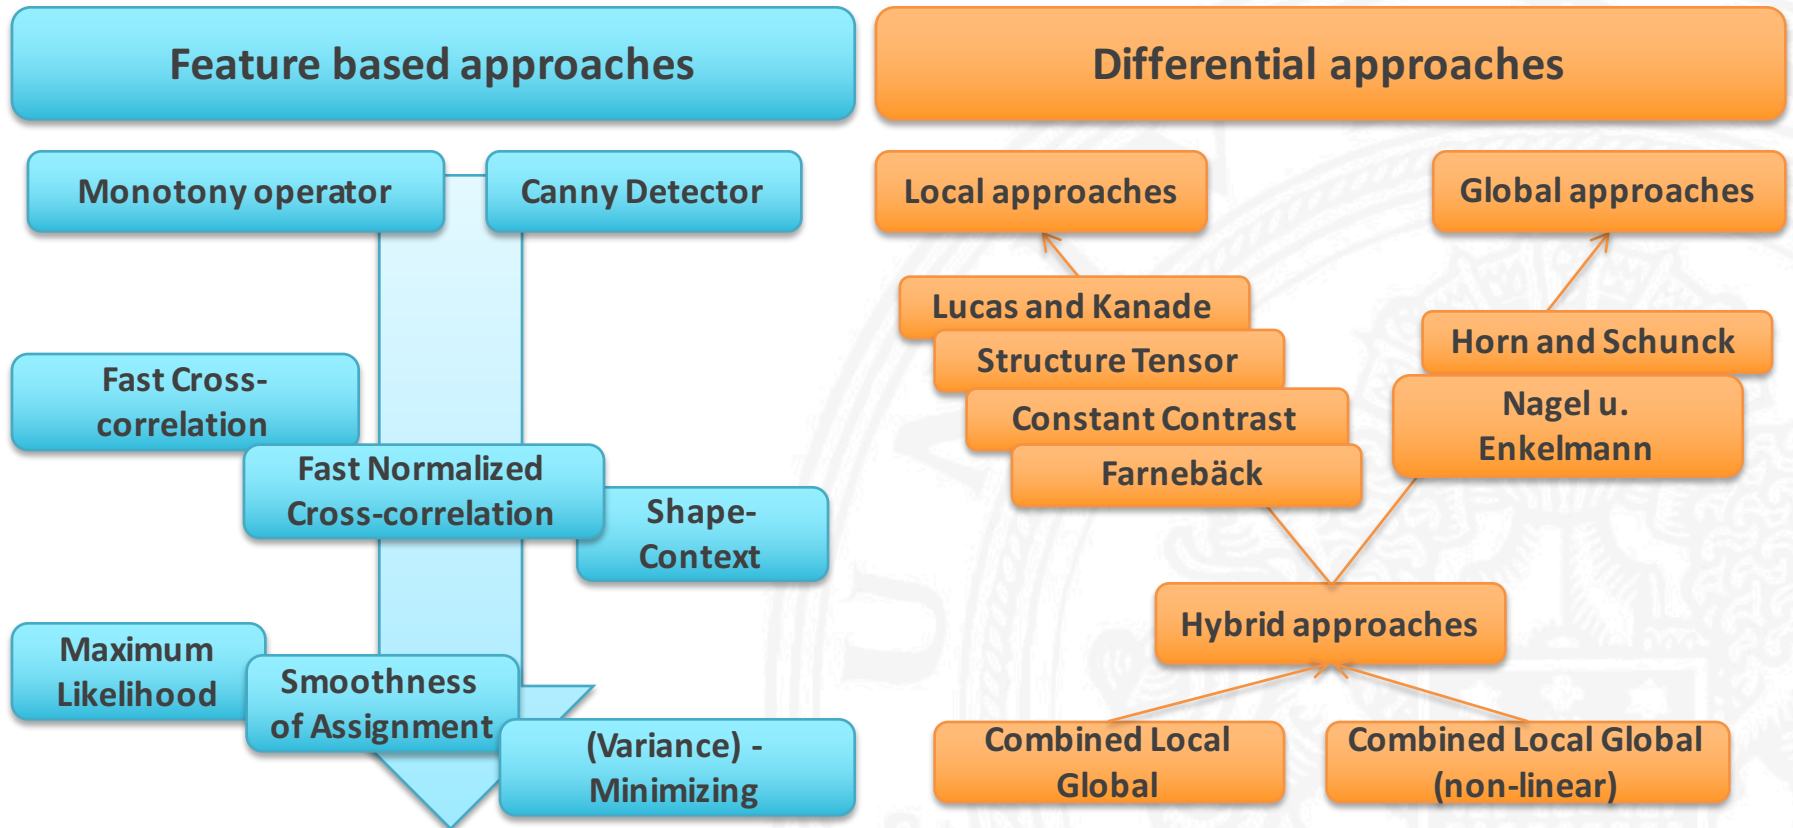 Feature based approaches
Differential approaches
Monotony operator
Canny Detector
Local approaches
Global approaches
Lucas and Kanade
Structure Tensor
Constant Contrast
Farnebäck
Horn and Schunck
Nagel u.
Enkelmann
Fast Cross-
correlation
Fast Normalized
Cross-correlation
Shape-
Context
Hybrid approaches
Maximum
Likelihood
Smoothness
of Assignment
(Variance) -
Minimizing
Combined Local
Global
Combined Local Global
(non-linear)